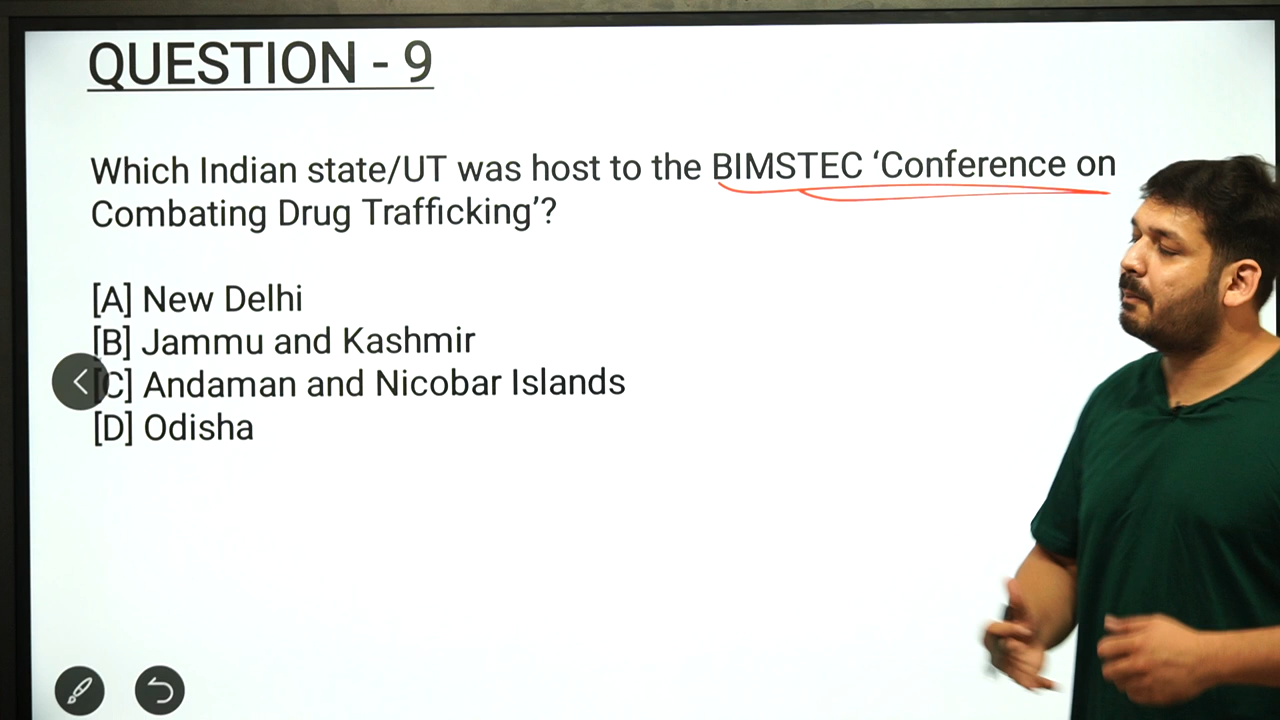 QUESTION - 9
Which Indian state/UT was host to the BIMSTEC ‘Conference on
Combating Drug Trafficking’?
[A] New Delhi
[B] Jammu and Kashmir
[C] Andaman and Nicobar Islands
[D] Odisha